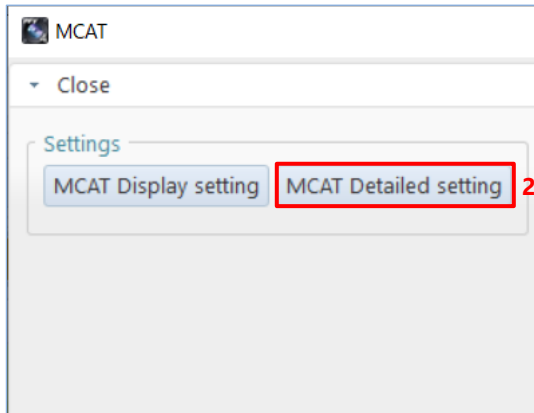 MCAT
Close
Settings
MCAT Display setting MCAT Detailed setting 2